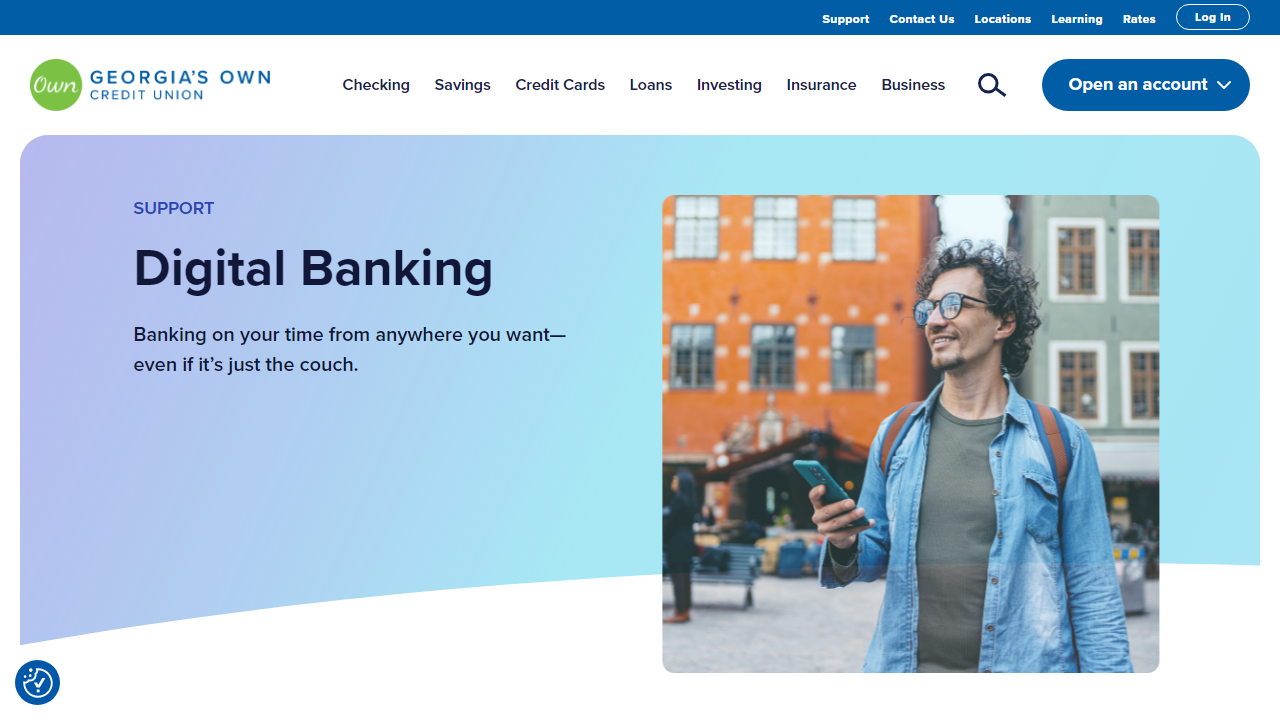 Support Contact Us Locations Learning Rates Log In
Own GEORGIA'S OWN
CREDIT UNION
Checking Savings Credit Cards Loans Investing Insurance Business Open an account
SUPPORT
Digital Banking
Banking on your time from anywhere you want—
even if it’s just the couch.